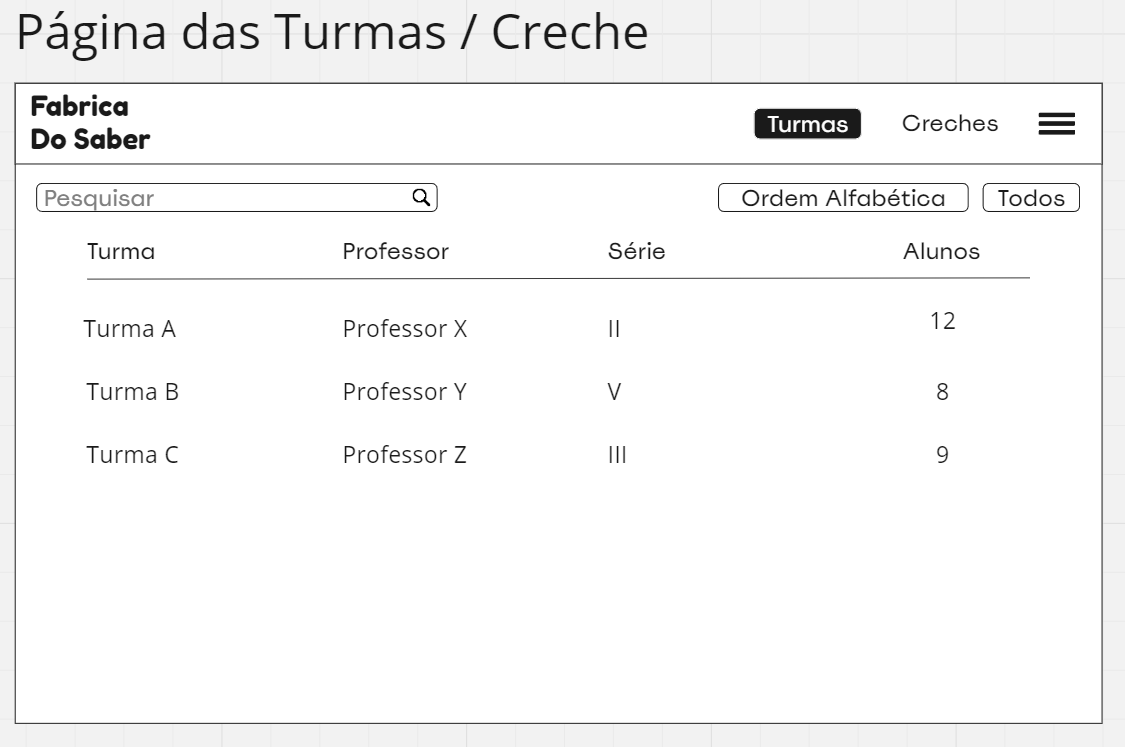 Página das Turmas / Creche
Fabrica
Do Saber
Turmas
Creches
Pesquisar
Ordem Alfabética
Todos
Turma Professor Série Alunos
Turma A Professor X II 12
Turma B Professor Y V 8
Turma C Professor Z III 9